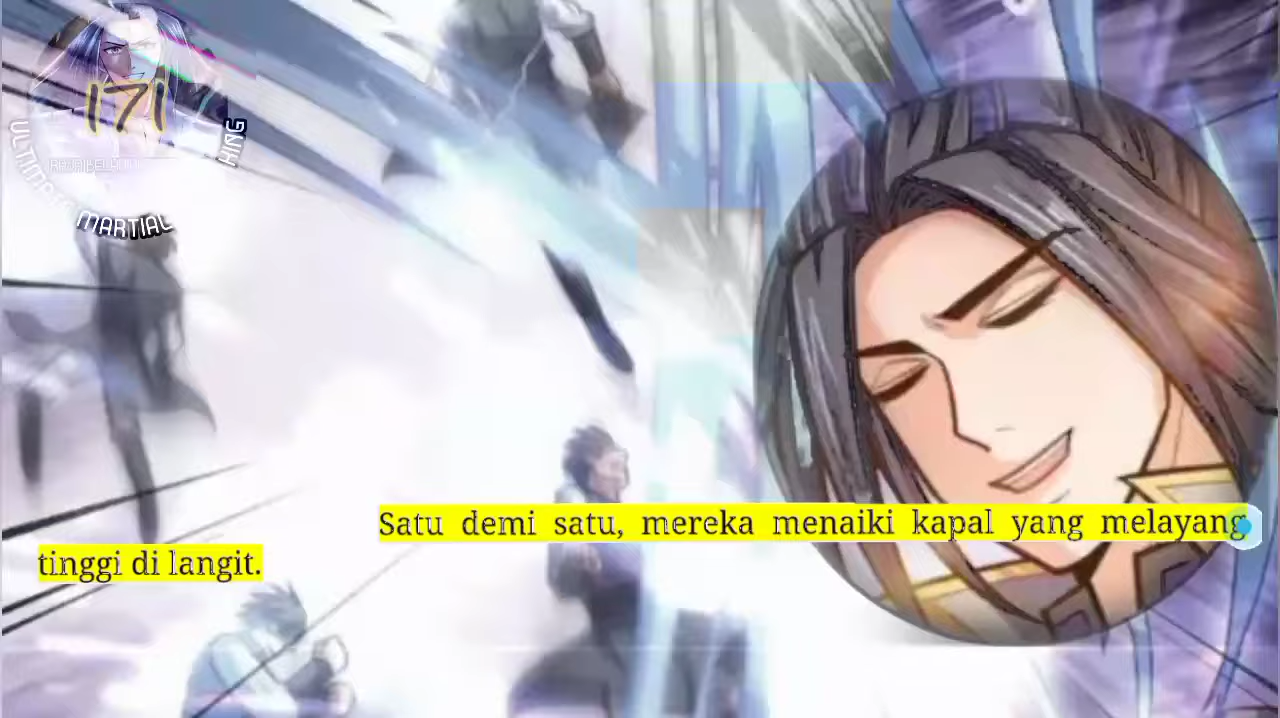 171
ULTIMATE MARTIAL KING
Satu demi satu, mereka menaiki kapal yang melayang
tinggi di langit.